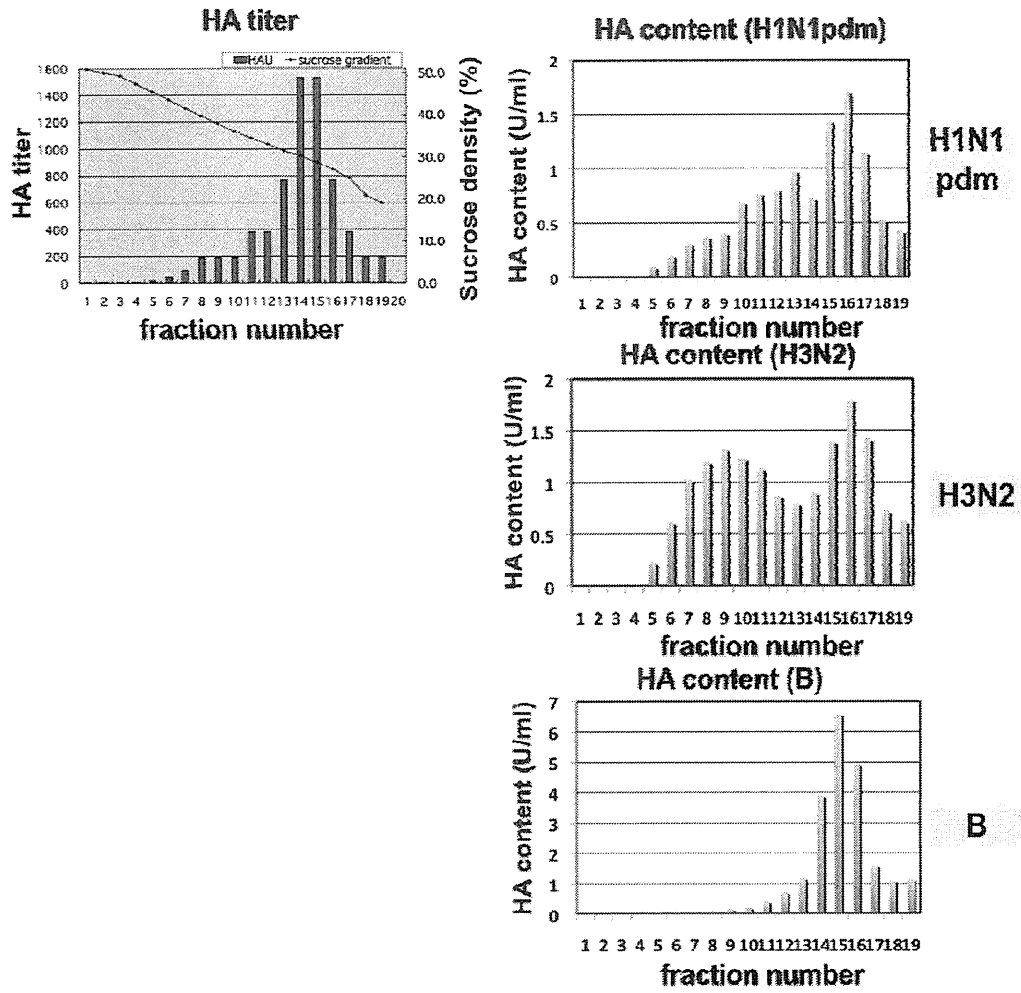 HA titer
HAU
sucrose gradient
HA titer
1600
1400
1200
1000
800
600
400
200
0
50.0
40.0
30.0
20.0
10.0
0.0
Sucrose density (%)
1 2 3 4 5 6 7 8 9 10 11 12 13 14 15 16 17 18 19 20
fraction number
HA content (H1N1pdm)
HA content (U/ml)
2
1.5
1
0.5
0
1 2 3 4 5 6 7 8 9 10 11 12 13 14 15 16 17 18 19
fraction number
H1N1
pdm
HA content (H3N2)
HA content (U/ml)
2
1.5
1
0.5
0
1 2 3 4 5 6 7 8 9 10 11 12 13 14 15 16 17 18 19
fraction number
H3N2
HA content (B)
HA content (U/ml)
7
6
5
4
3
2
1
0
1 2 3 4 5 6 7 8 9 10 11 12 13 14 15 16 17 18 19
fraction number
B